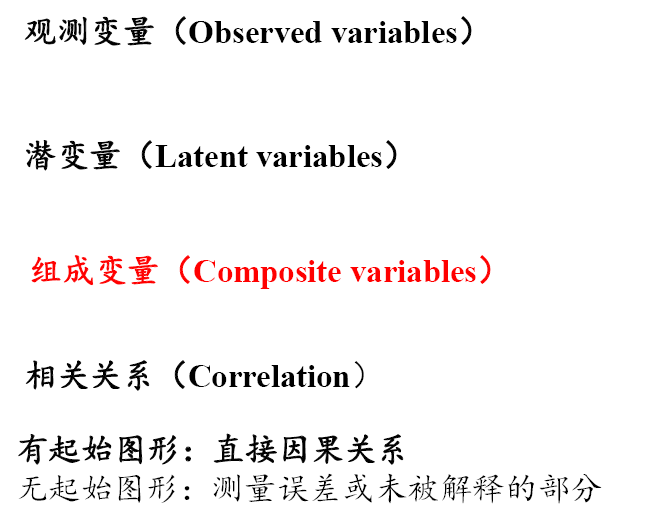 观测变量（Observed variables）
潜变量（Latent variables）
组成变量（Composite variables）
相关关系（Correlation）
有起始图形：直接因果关系
无起始图形：测量误差或未被解释的部分